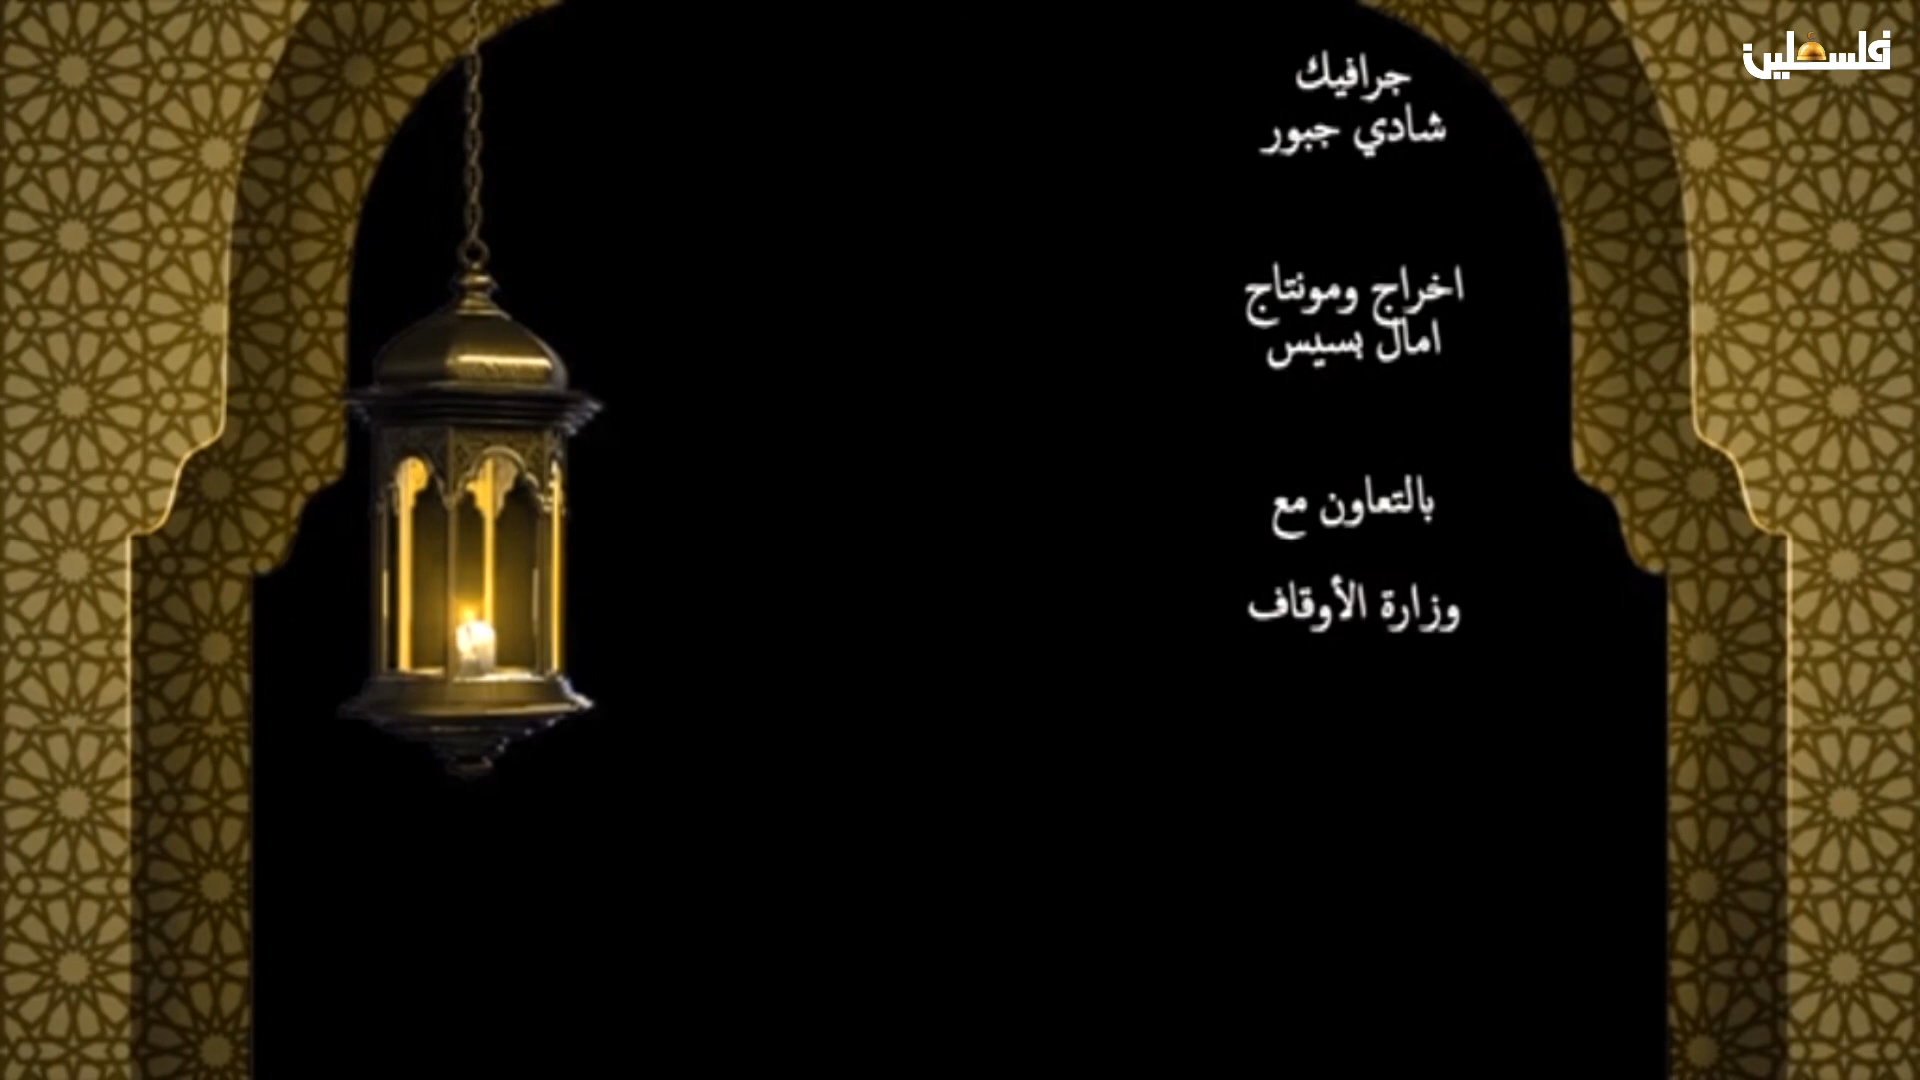 فلسطين
جرافيك
شادي جبور
اخراج ومونتاج
امال بسيس
بالتعاون مع
وزارة الأوقاف